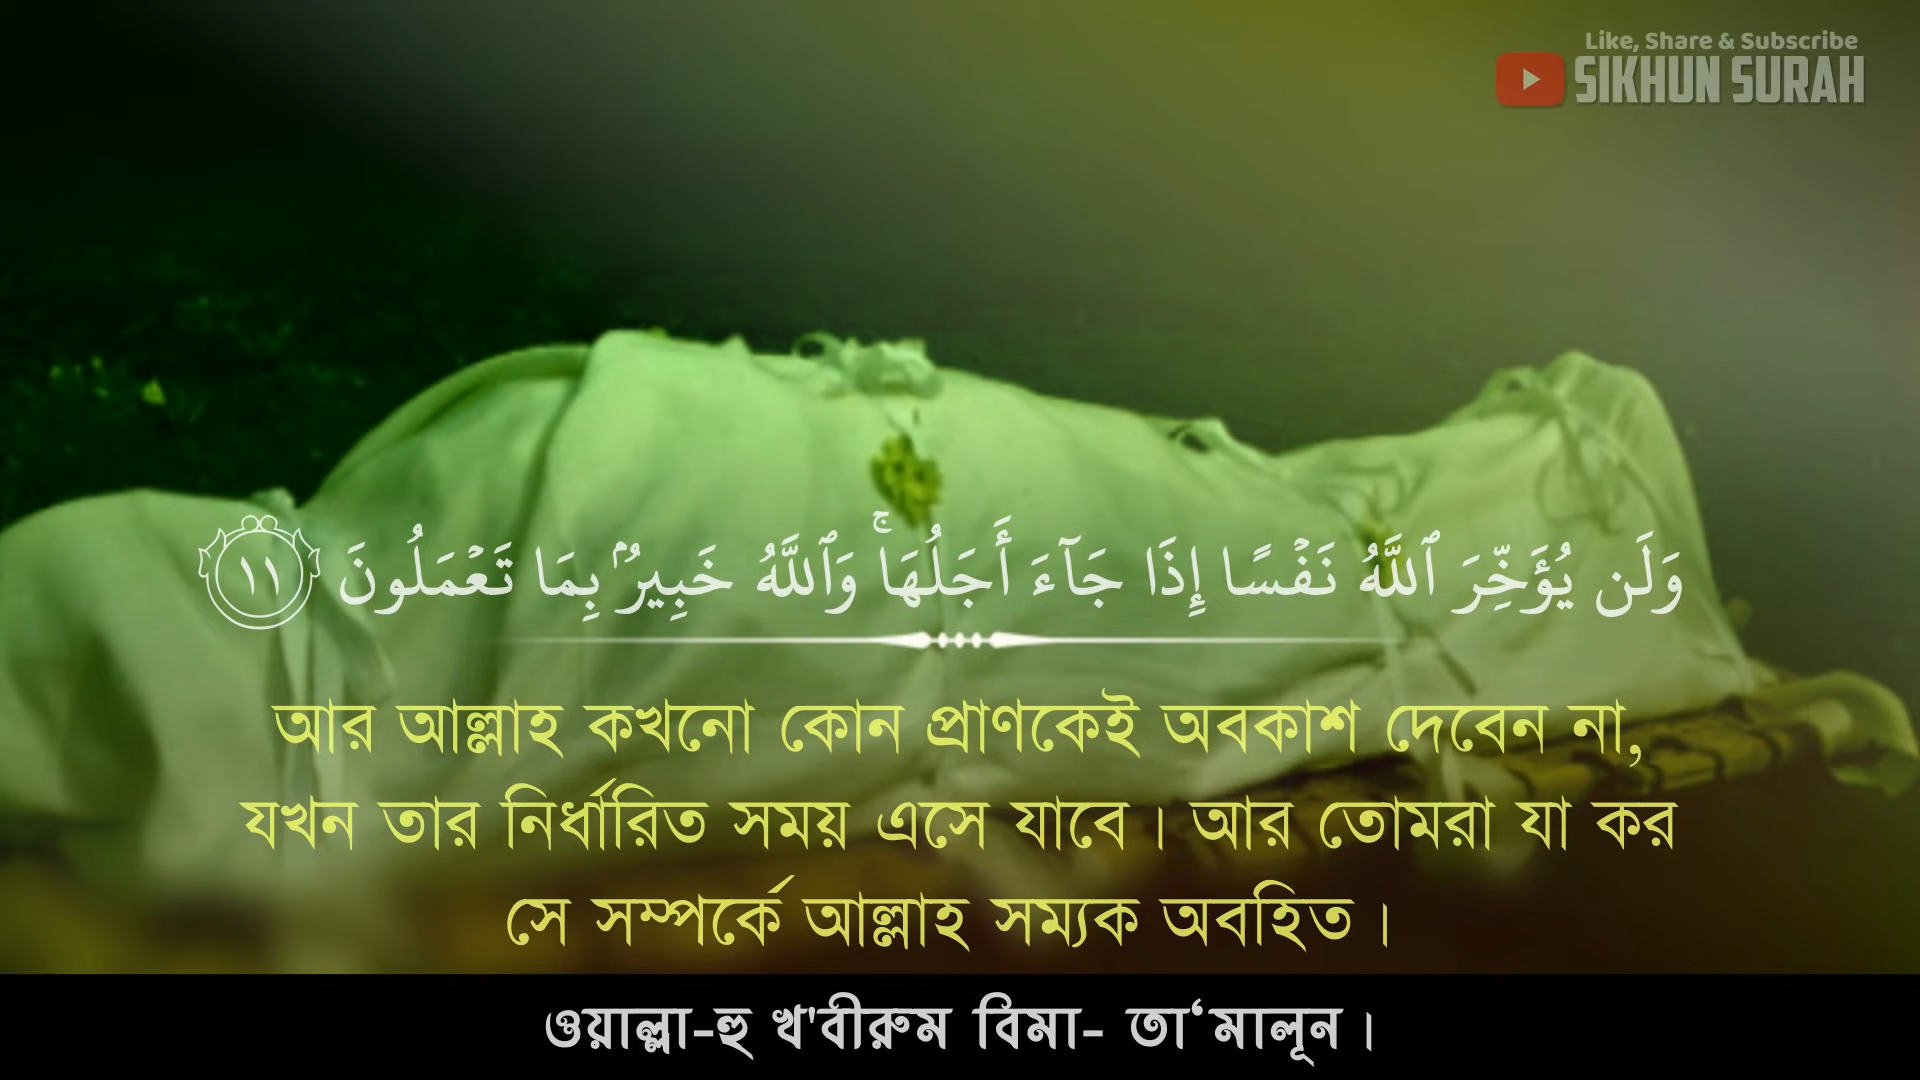 Like, Share & Subscribe
SIKHUN SURAH
وَلَن يُؤَخِّرَ ٱللَّهُ نَفْسًا إِذَا جَآءَ أَجَلُهَاۚ وَٱللَّهُ خَبِيرٌۢ بِمَا تَعْمَلُونَ ١١
আর আল্লাহ কখনো কোন প্রাণকেই অবকাশ দেবেন না,
যখন তার নির্ধারিত সময় এসে যাবে। আর তোমরা যা কর
সে সম্পর্কে আল্লাহ সম্যক অবহিত।
ওয়াল্লা-হু খ'বীরুম বিমা- তা‘মালূন।